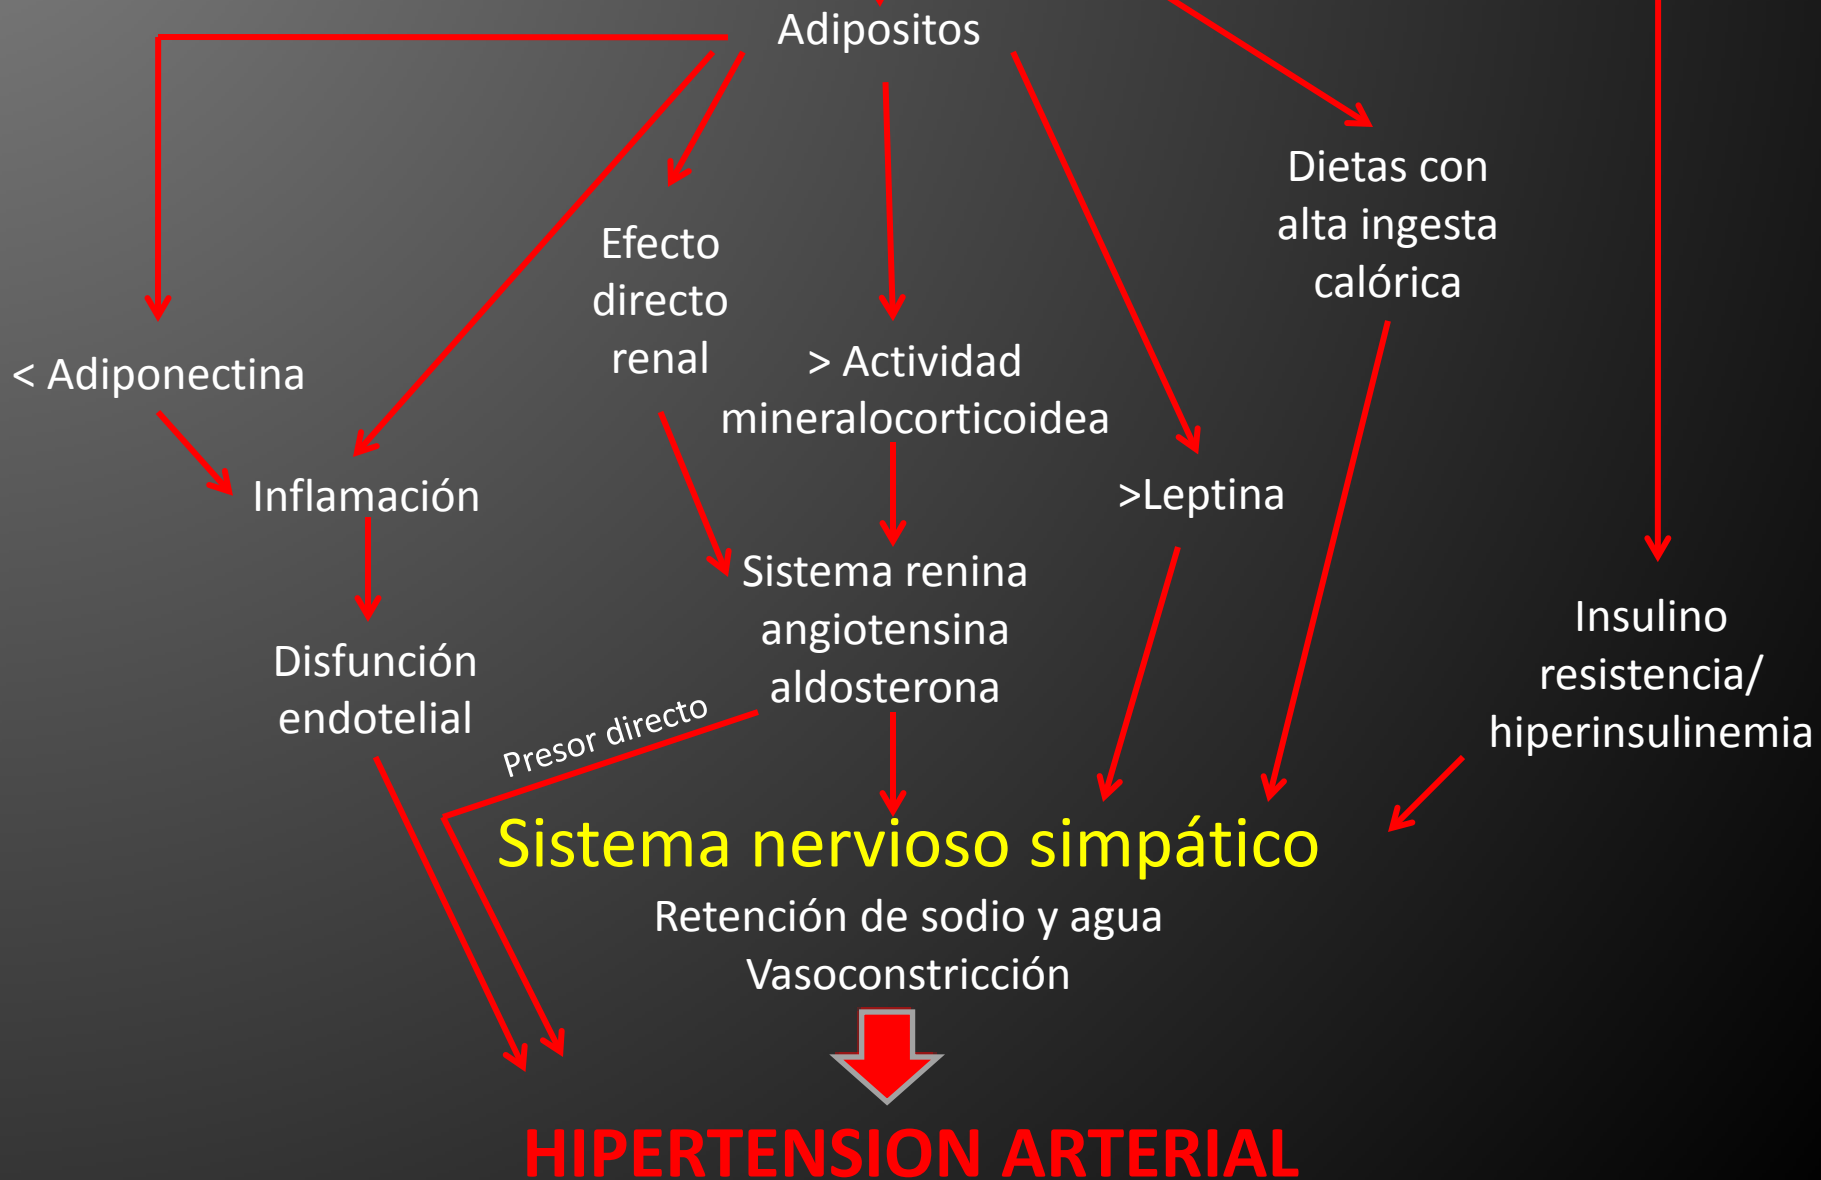 Adipositos
Dietas con
alta ingesta
calórica
Efecto
directo
renal
< Adiponectina
> Actividad
mineralocorticoidea
Inflamación
>Leptina
Sistema renina
angiotensina
aldosterona
Insulino
resistencia/
hiperinsulinemia
Disfunción
endotelial
Presor directo
Sistema nervioso simpático
Retención de sodio y agua
Vasoconstricción
HIPERTENSION ARTERIAL